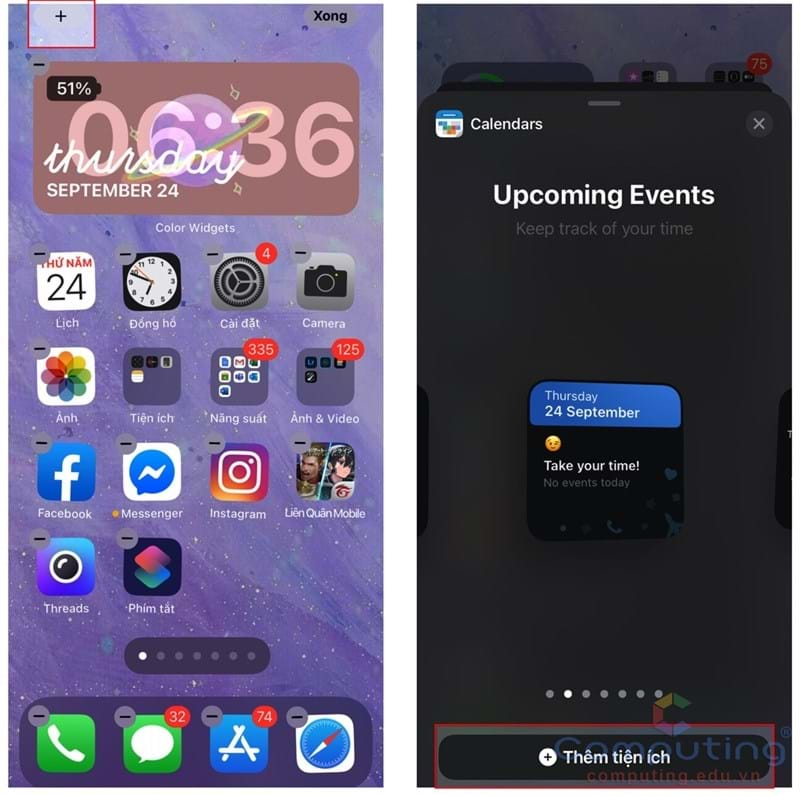 +
Xong
51%
06:36
thursday
SEPTEMBER 24
Color Widgets
4
THỨ NĂM
24
Lịch
Đồng hồ
Cài đặt
Camera
335
125
Ảnh
Tiện ích
Năng suất
Ảnh & Video
Facebook
Messenger
Instagram
Liên Quân Mobile
Threads
Phím tắt
32
74
75
Calendars
Upcoming Events
Keep track of your time
Thursday
24 September
Take your time!
No events today
Thêm tiện ích
Computing®
computing.edu.vn